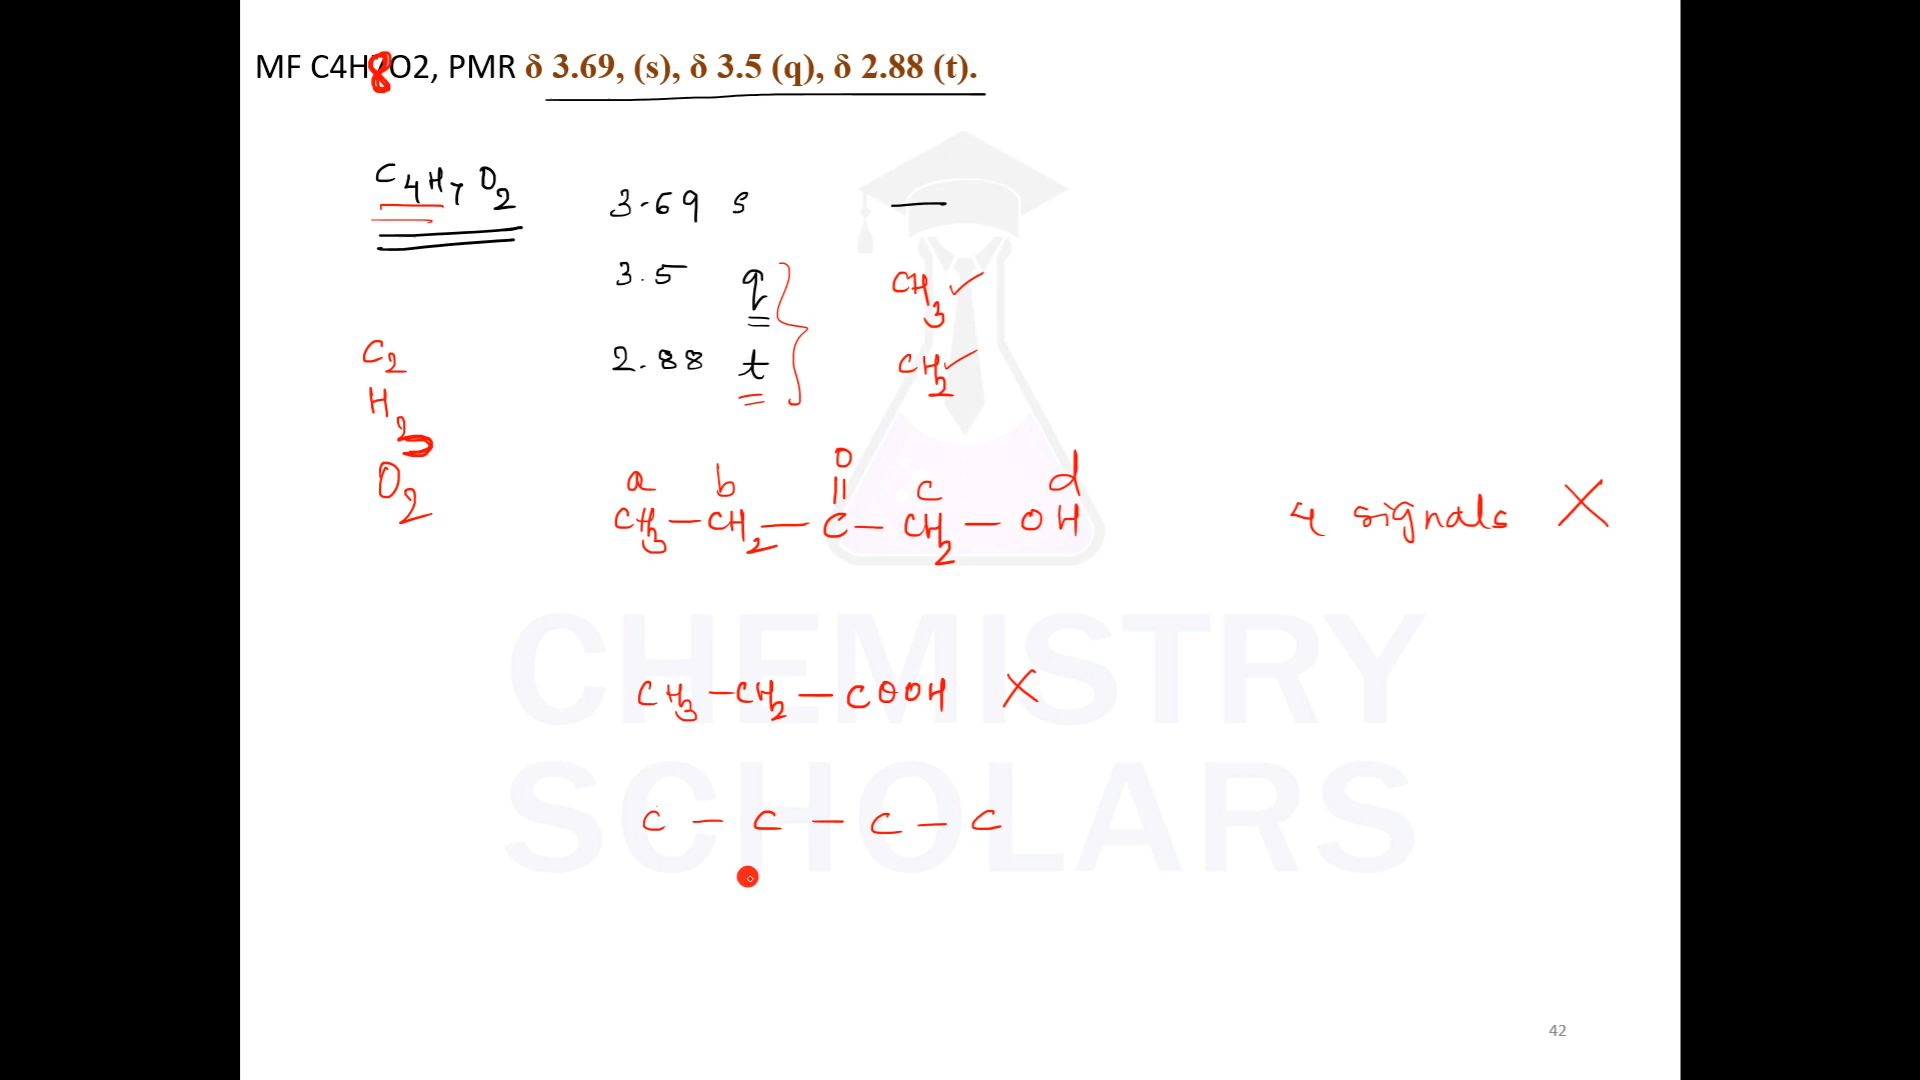 MF C4H8O2, PMR δ 3.69, (s), δ 3.5 (q), δ 2.88 (t).
C4H7O2 3.69 s —
3.5 q CH3 ✓
2.88 t CH2 ✓
C2
H2
O2
O
a b || c d
CH3 — CH2 — C — CH2 — OH 4 signals X
CH3 — CH2 — COOH X
C — C — C — C
CHEMISTRY
SCHOLARS
42